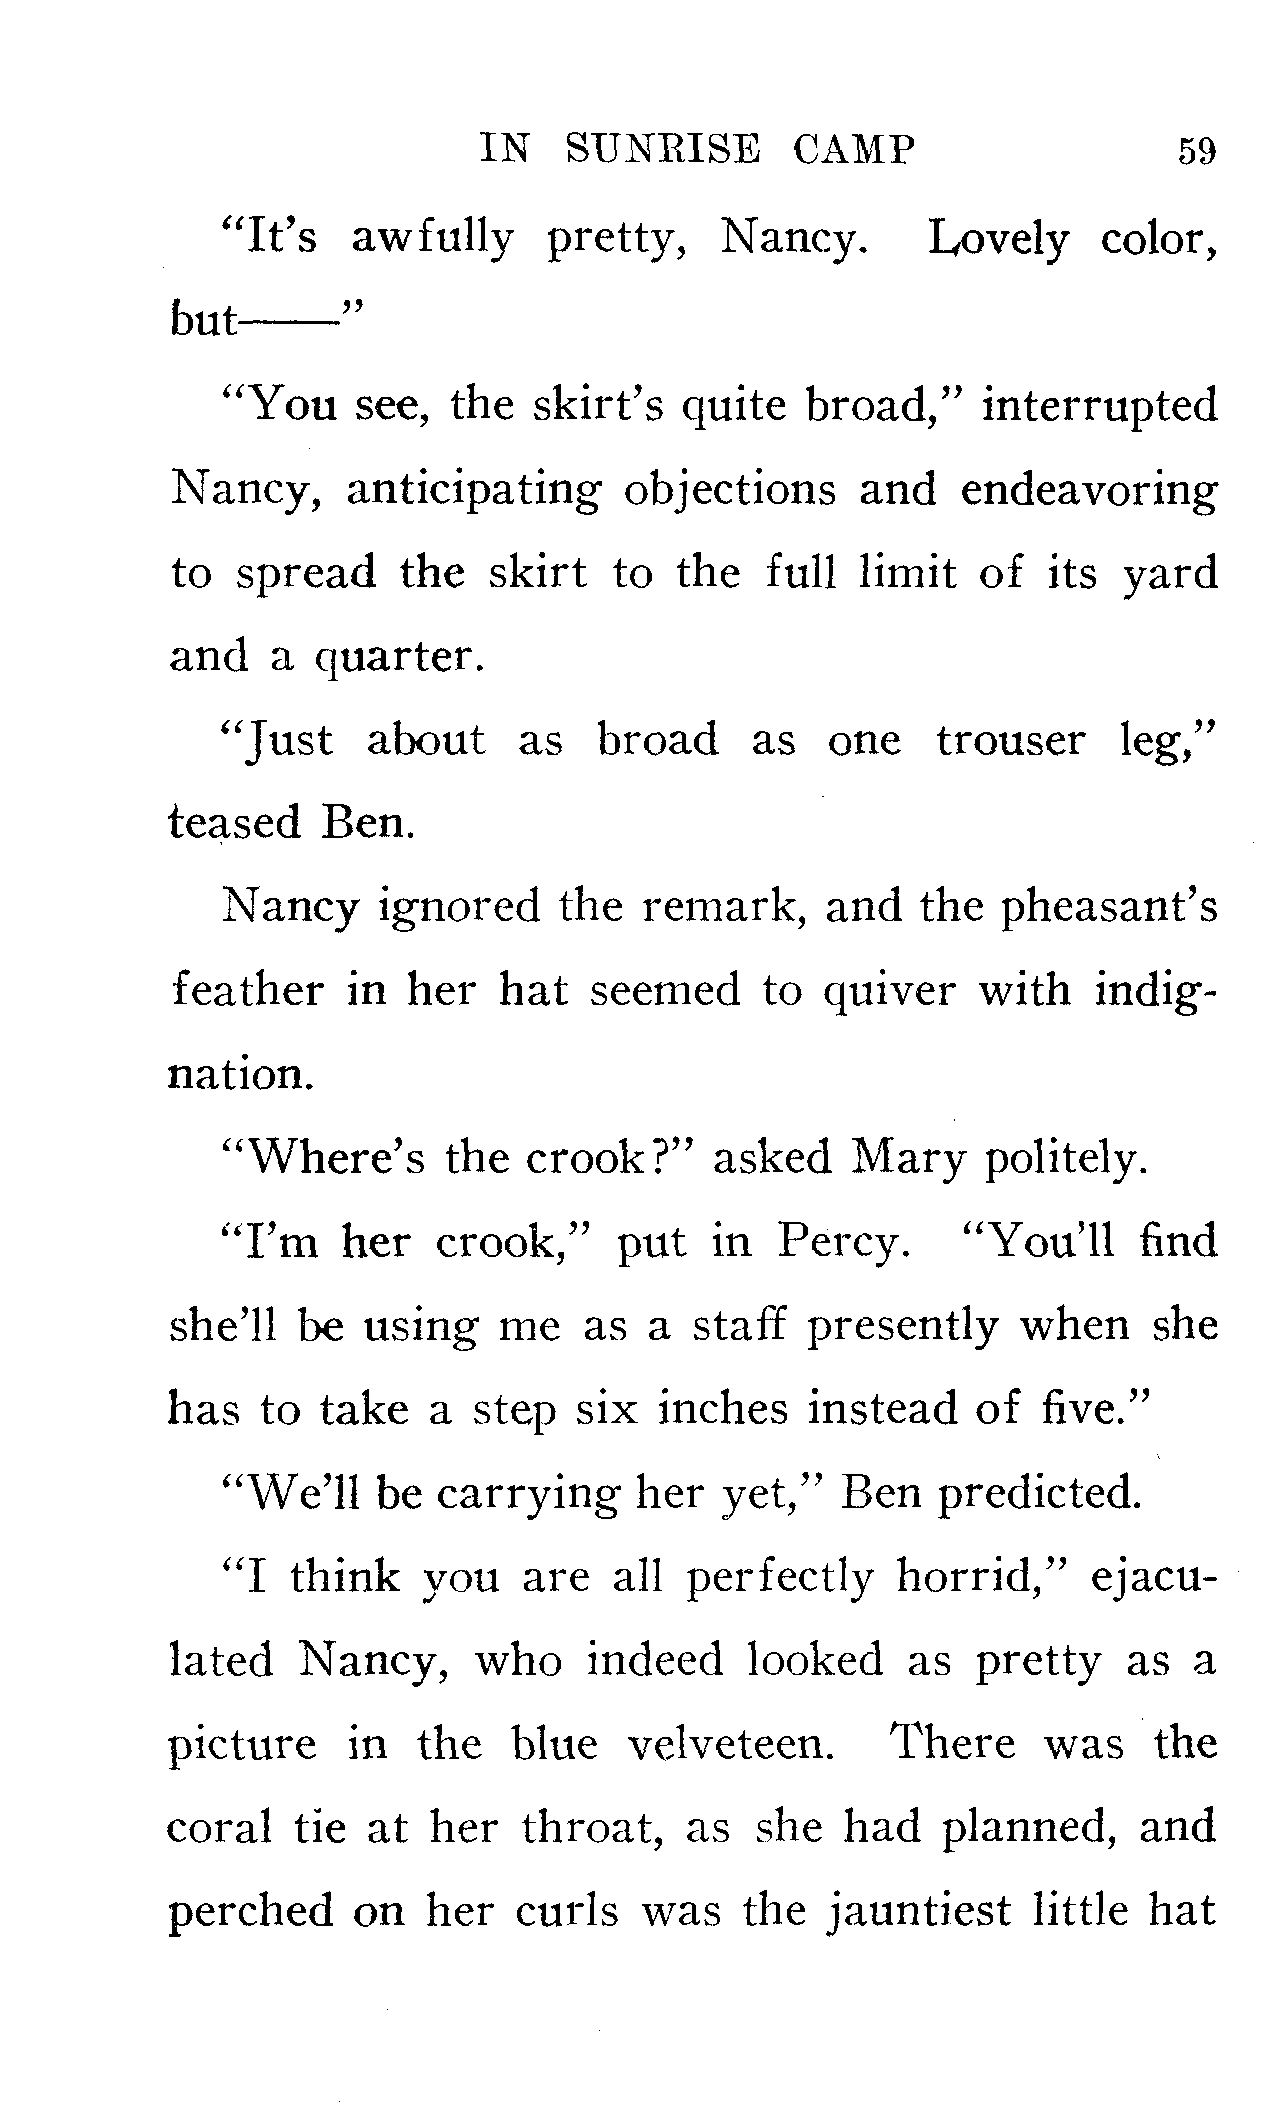 IN SUNRISE CAMP 59
“It’s awfully pretty, Nancy. Lovely color,
but——”
“You see, the skirt’s quite broad,” interrupted
Nancy, anticipating objections and endeavoring
to spread the skirt to the full limit of its yard
and a quarter.
“Just about as broad as one trouser leg,”
teased Ben.
Nancy ignored the remark, and the pheasant’s
feather in her hat seemed to quiver with indig-
nation.
“Where’s the crook?” asked Mary politely.
“I’m her crook,” put in Percy. “You’ll find
she’ll be using me as a staff presently when she
has to take a step six inches instead of five.”
“We’ll be carrying her yet,” Ben predicted.
“I think you are all perfectly horrid,” ejacu-
lated Nancy, who indeed looked as pretty as a
picture in the blue velveteen. There was the
coral tie at her throat, as she had planned, and
perched on her curls was the jauntiest little hat